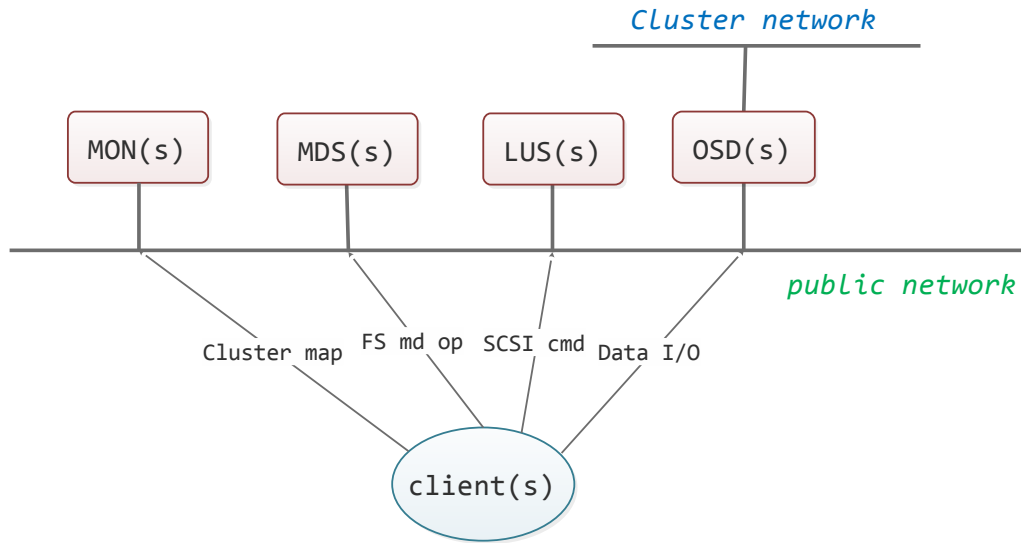 Cluster network
MON(s)
MDS(s)
LUS(s)
OSD(s)
public network
Cluster map
FS md op
SCSI cmd
Data I/O
client(s)